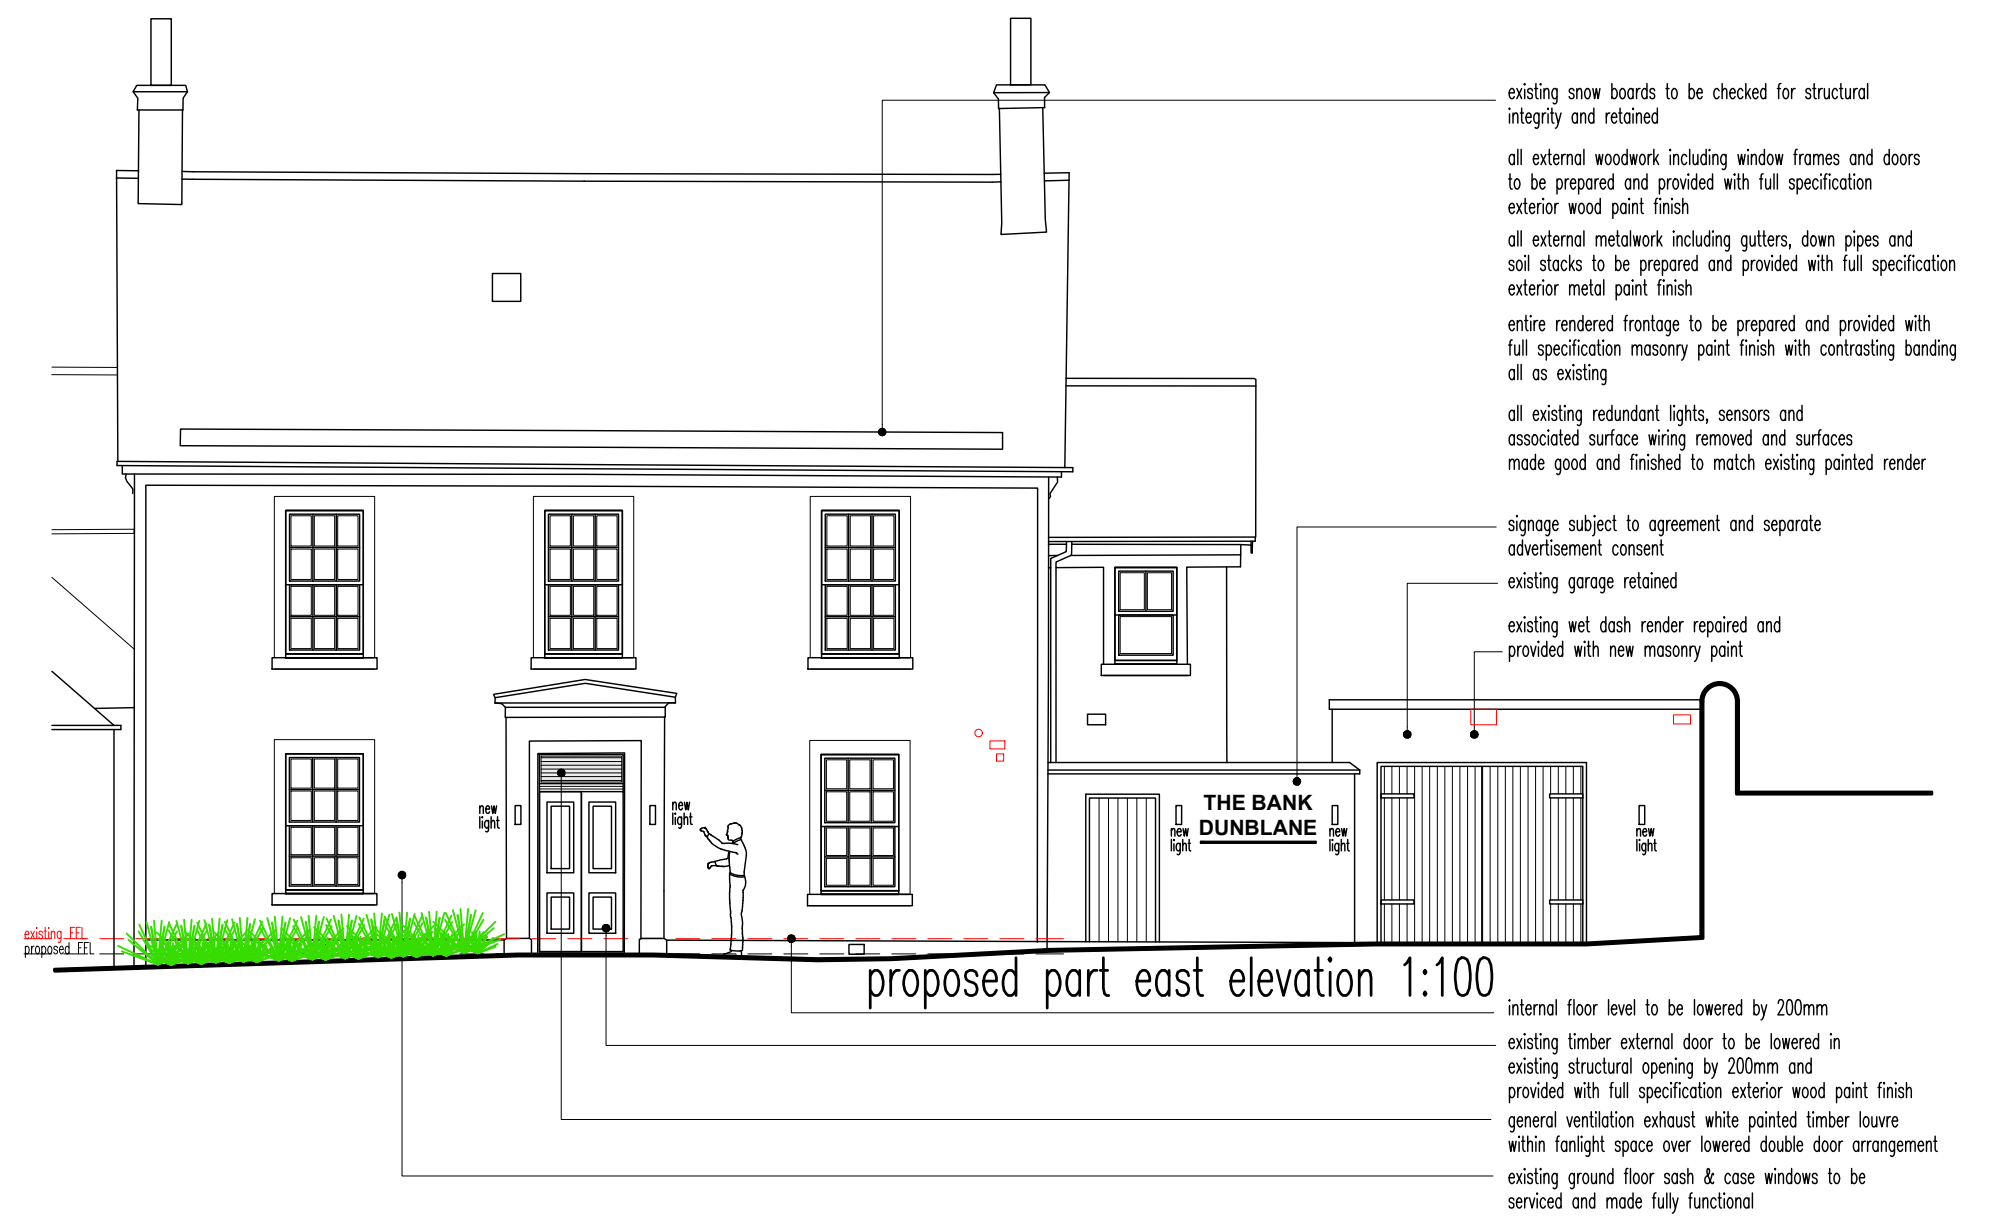 existing snow boards to be checked for structural
integrity and retained
all external woodwork including window frames and doors
to be prepared and provided with full specification
exterior wood paint finish
all external metalwork including gutters, down pipes and
soil stacks to be prepared and provided with full specification
exterior metal paint finish
entire rendered frontage to be prepared and provided with
full specification masonry paint finish with contrasting banding
all as existing
all existing redundant lights, sensors and
associated surface wiring removed and surfaces
made good and finished to match existing painted render
signage subject to agreement and separate
advertisement consent
existing garage retained
existing wet dash render repaired and
provided with new masonry paint
new
light
new
light
THE BANK
DUNBLANE
new
light
new
light
new
light
existing FFL
proposed FFL
proposed part east elevation 1:100
internal floor level to be lowered by 200mm
existing timber external door to be lowered in
existing structural opening by 200mm and
provided with full specification exterior wood paint finish
general ventilation exhaust white painted timber louvre
within fanlight space over lowered double door arrangement
existing ground floor sash & case windows to be
serviced and made fully functional